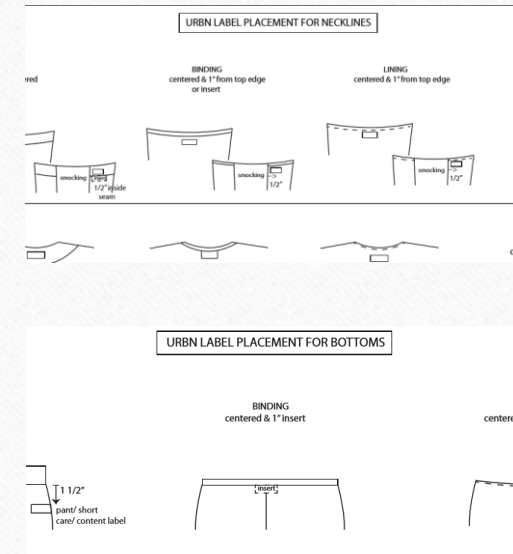 URBN LABEL PLACEMENT FOR NECKLINES
ered
BINDING
centered & 1" from top edge
or insert
LINING
centered & 1" from top edge
smocking
1/2" inside
seam
smocking
1/2"
smocking
1/2"
URBN LABEL PLACEMENT FOR BOTTOMS
BINDING
centered & 1" insert
centere
insert
1 1/2"
pant/ short
care/ content label